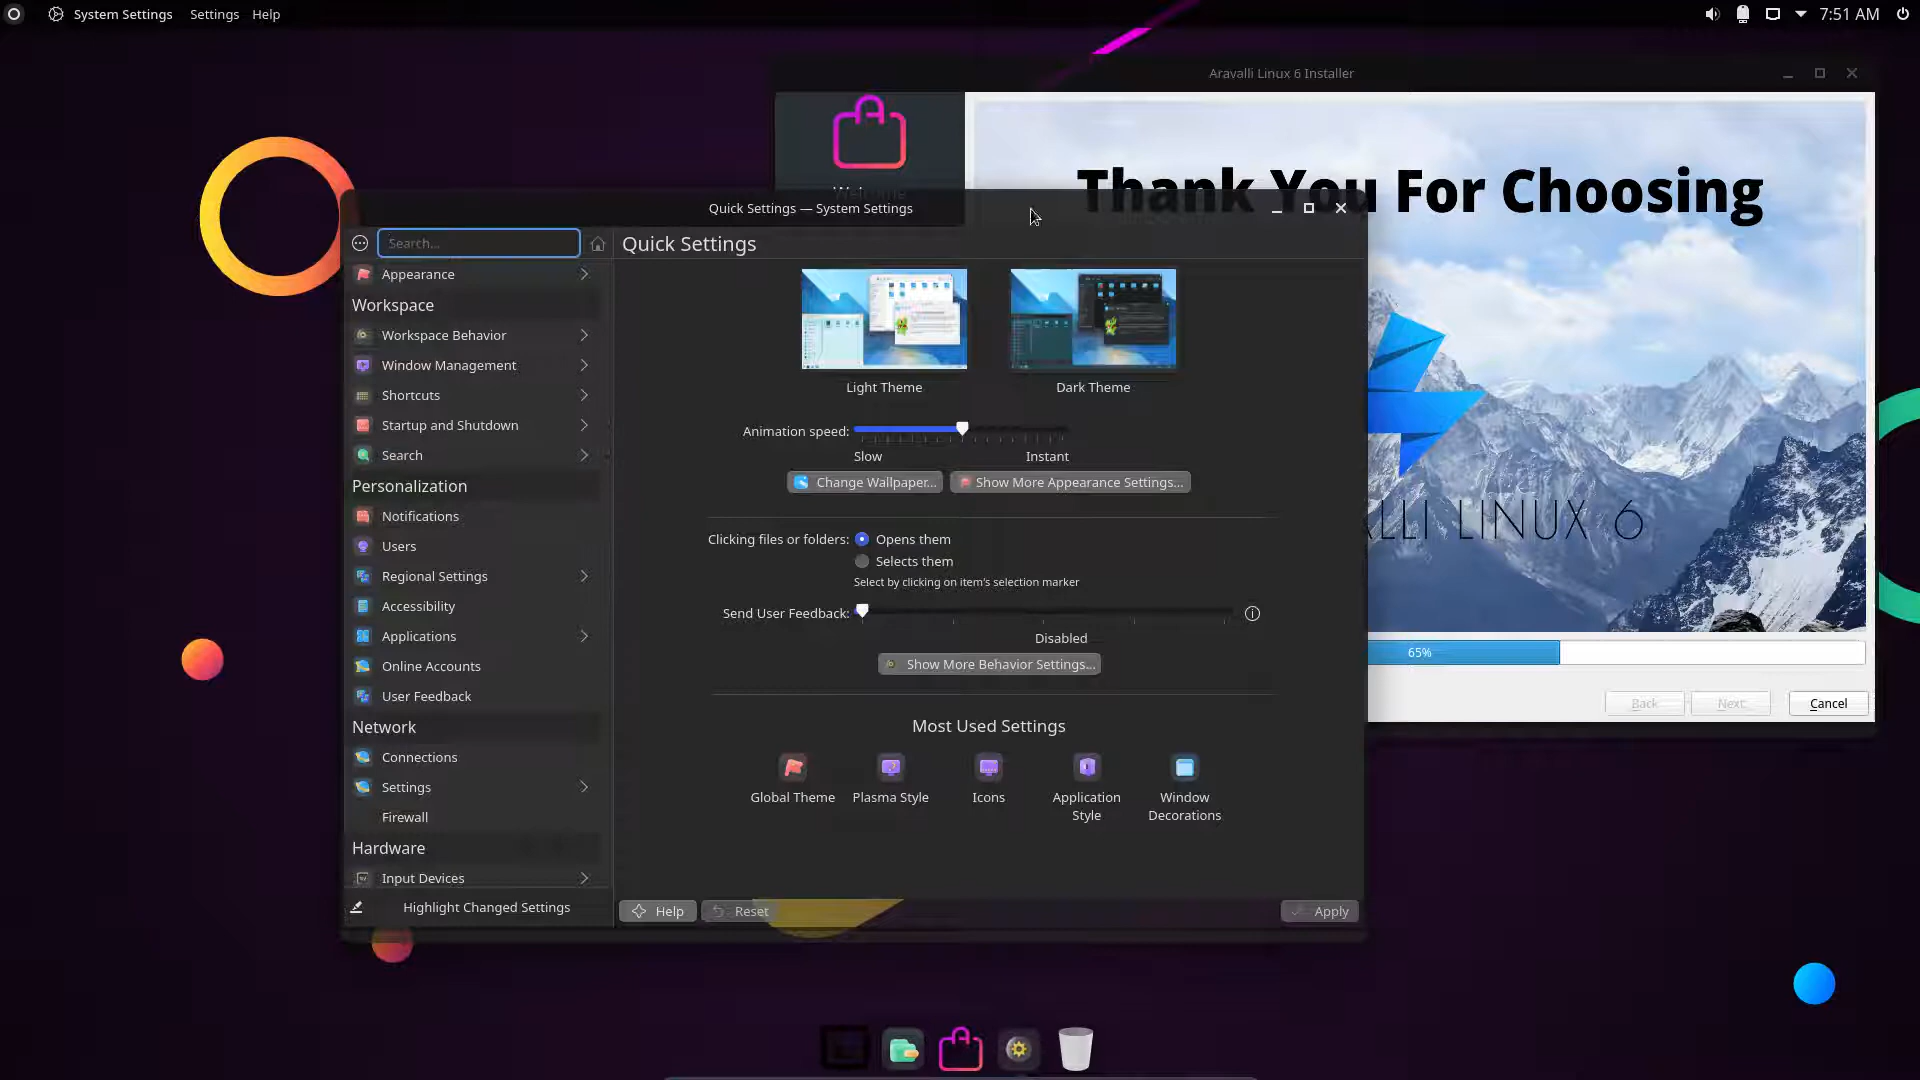 System Settings Settings Help
7:51 AM
Aravalli Linux 6 Installer
Welcome
Thank You For Choosing
Quick Settings — System Settings
Search...
Quick Settings
Appearance
Workspace
Workspace Behavior
Window Management
Shortcuts
Startup and Shutdown
Search
Personalization
Notifications
Users
Regional Settings
Accessibility
Applications
Online Accounts
User Feedback
Network
Connections
Settings
Firewall
Hardware
Input Devices
Highlight Changed Settings
Light Theme Dark Theme
Animation speed:
Slow Instant
Change Wallpaper... Show More Appearance Settings...
Clicking files or folders: Opens them
Selects them
Select by clicking on item's selection marker
Send User Feedback:
Disabled
Show More Behavior Settings...
Most Used Settings
Global Theme Plasma Style Icons Application Style Window Decorations
Help Reset Apply
ALLI LINUX 6
65%
Back Next Cancel